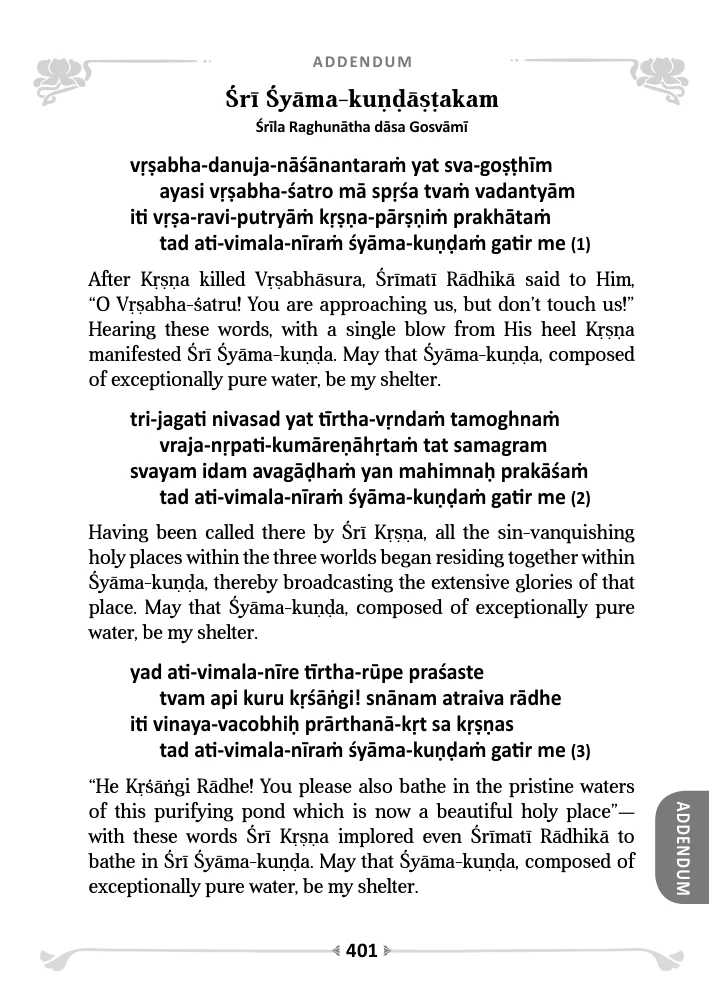 ADDENDUM
Śrī Śyāma-kuṇḍāṣṭakam
Śrīla Raghunātha dāsa Gosvāmī
vṛṣabha-danuja-nāśānantaraṁ yat sva-goṣṭhīm
ayasi vṛṣabha-śatro mā spṛśa tvaṁ vadantyām
iti vṛṣa-ravi-putryāṁ kṛṣṇa-pārṣṇiṁ prakhātaṁ
tad ati-vimala-nīraṁ śyāma-kuṇḍaṁ gatir me (1)
After Kṛṣṇa killed Vṛṣabhāsura, Śrīmatī Rādhikā said to Him,
“O Vṛṣabha-śatru! You are approaching us, but don’t touch us!”
Hearing these words, with a single blow from His heel Kṛṣṇa
manifested Śrī Śyāma-kuṇḍa. May that Śyāma-kuṇḍa, composed
of exceptionally pure water, be my shelter.
tri-jagati nivasad yat tīrtha-vṛndaṁ tamoghnaṁ
vraja-nṛpati-kumāreṇāhṛtaṁ tat samagram
svayam idam avagāḍhaṁ yan mahimnaḥ prakāśaṁ
tad ati-vimala-nīraṁ śyāma-kuṇḍaṁ gatir me (2)
Having been called there by Śrī Kṛṣṇa, all the sin-vanquishing
holy places within the three worlds began residing together within
Śyāma-kuṇḍa, thereby broadcasting the extensive glories of that
place. May that Śyāma-kuṇḍa, composed of exceptionally pure
water, be my shelter.
yad ati-vimala-nīre tīrtha-rūpe praśaste
tvam api kuru kṛśāṅgi! snānam atraiva rādhe
iti vinaya-vacobhiḥ prārthanā-kṛt sa kṛṣṇas
tad ati-vimala-nīraṁ śyāma-kuṇḍaṁ gatir me (3)
“He Kṛśāṅgi Rādhe! You please also bathe in the pristine waters
of this purifying pond which is now a beautiful holy place”—
with these words Śrī Kṛṣṇa implored even Śrīmatī Rādhikā to
bathe in Śrī Śyāma-kuṇḍa. May that Śyāma-kuṇḍa, composed of
exceptionally pure water, be my shelter.
ADDENDUM
401